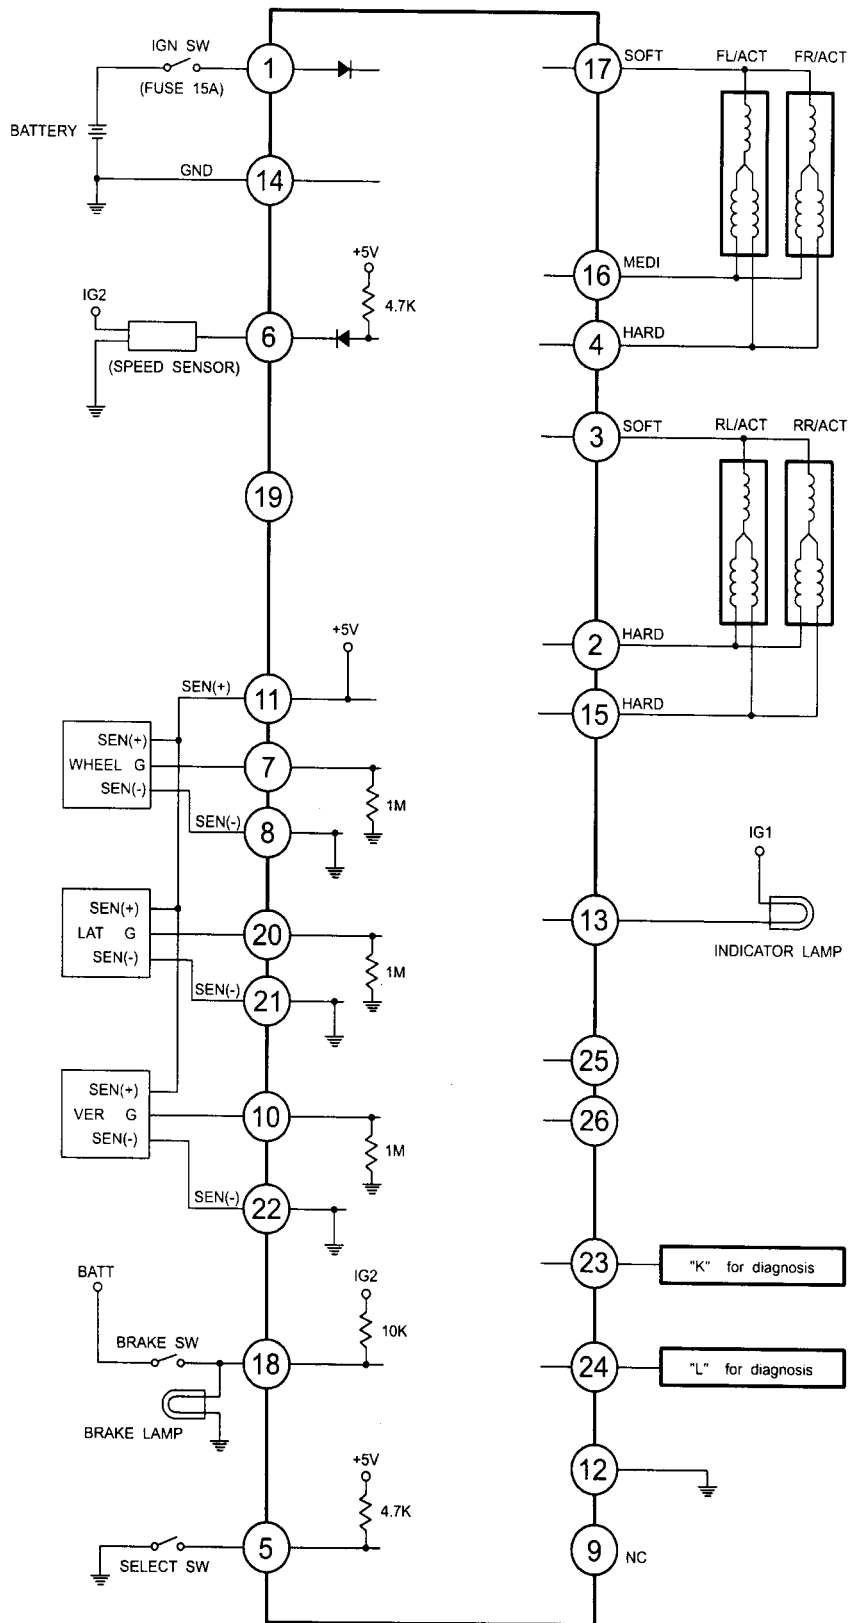 IGN SW
1
(FUSE 15A)
BATTERY
GND
14
+5V
4.7K
IG2
6
(SPEED SENSOR)
19
+5V
SEN(+)
11
SEN(+)
WHEEL G
SEN(-)
7
1M
SEN(-)
8
SEN(+)
LAT G
SEN(-)
20
1M
SEN(-)
21
SEN(+)
VER G
SEN(-)
10
1M
SEN(-)
22
BATT
IG2
10K
BRAKE SW
18
BRAKE LAMP
+5V
4.7K
5
SELECT SW
17
SOFT
FL/ACT
FR/ACT
16
MEDI
4
HARD
3
SOFT
RL/ACT
RR/ACT
2
HARD
15
HARD
IG1
13
INDICATOR LAMP
25
26
23
"K" for diagnosis
24
"L" for diagnosis
12
9
NC